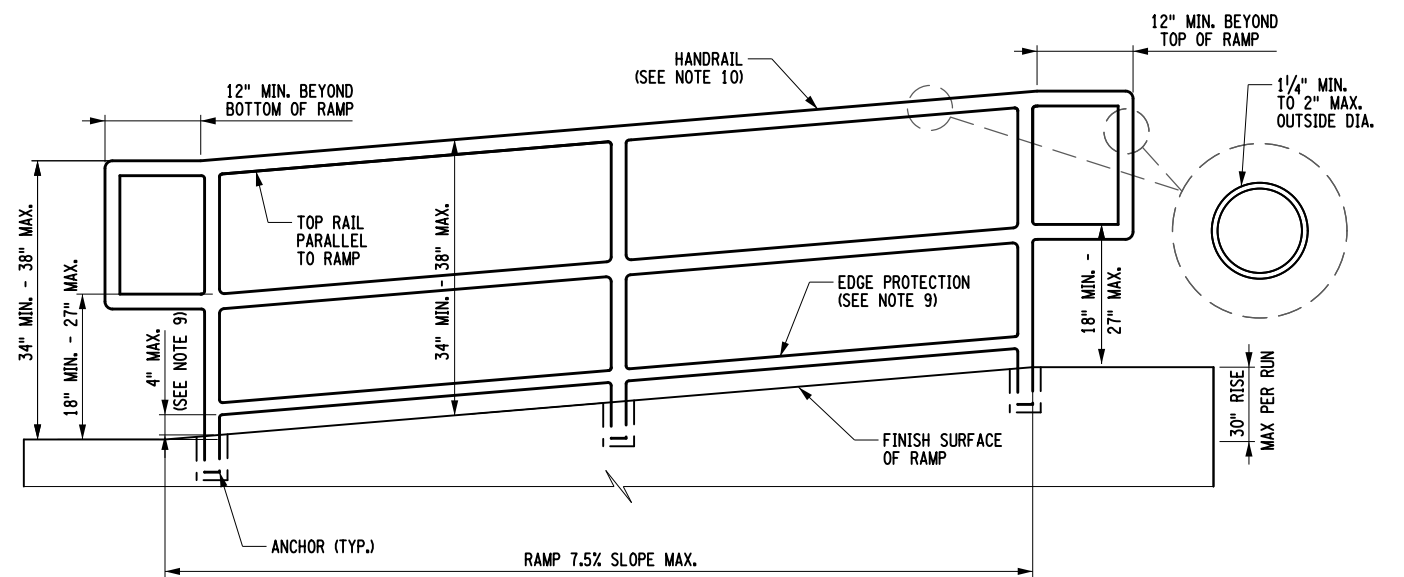 12" MIN. BEYOND
TOP OF RAMP
HANDRAIL
(SEE NOTE 10)
1¼" MIN.
TO 2" MAX.
OUTSIDE DIA.
12" MIN. BEYOND
BOTTOM OF RAMP
34" MIN. - 38" MAX.
18" MIN. - 27" MAX.
4" MAX.
(SEE NOTE 9)
TOP RAIL
PARALLEL
TO RAMP
34" MIN. - 38" MAX.
EDGE PROTECTION
(SEE NOTE 9)
18" MIN. -
27" MAX.
30" RISE
MAX PER RUN
FINISH SURFACE
OF RAMP
ANCHOR (TYP.)
RAMP 7.5% SLOPE MAX.